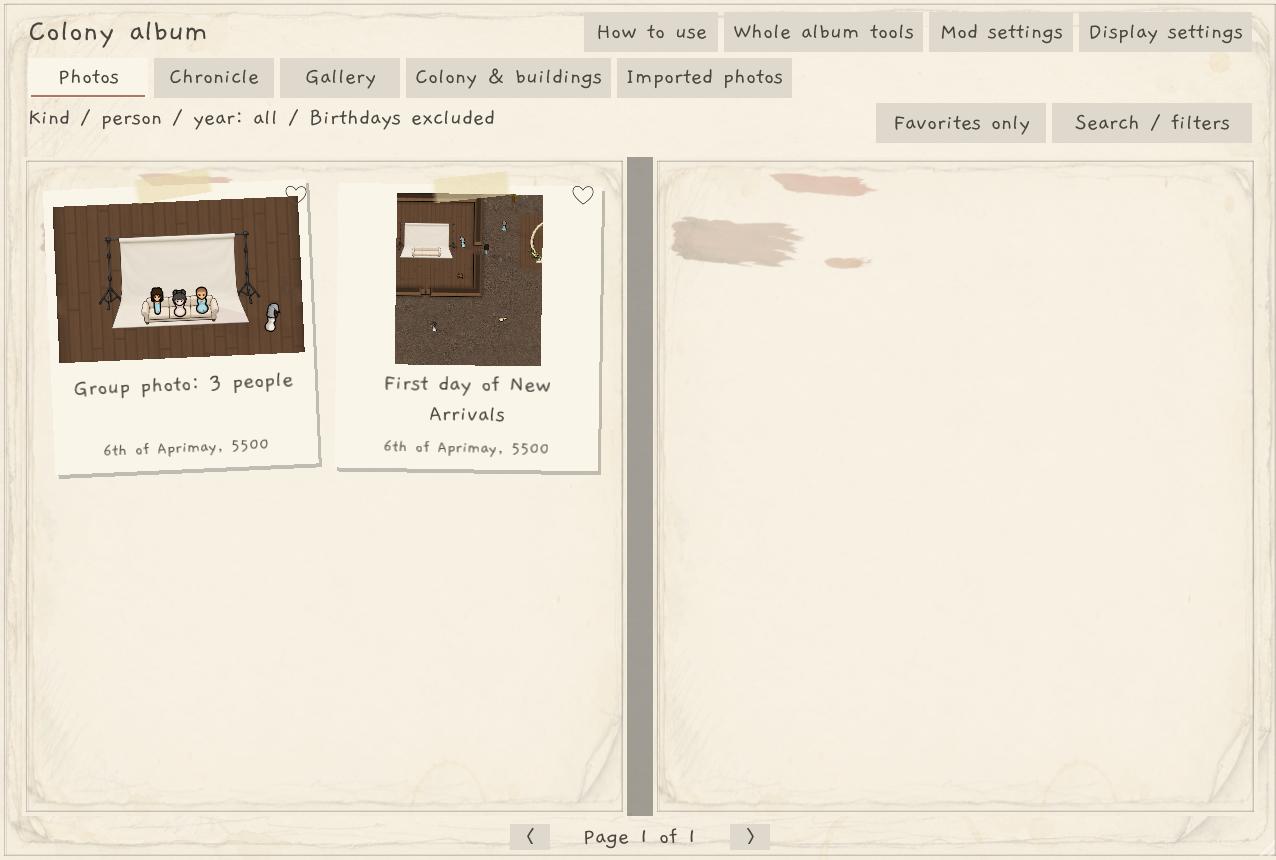 Colony album
How to use
Whole album tools
Mod settings
Display settings
Photos
Chronicle
Gallery
Colony & buildings
Imported photos
Kind / person / year: all / Birthdays excluded
Favorites only
Search / filters
Group photo: 3 people
6th of Aprimay, 5500
First day of New
Arrivals
6th of Aprimay, 5500
Page 1 of 1